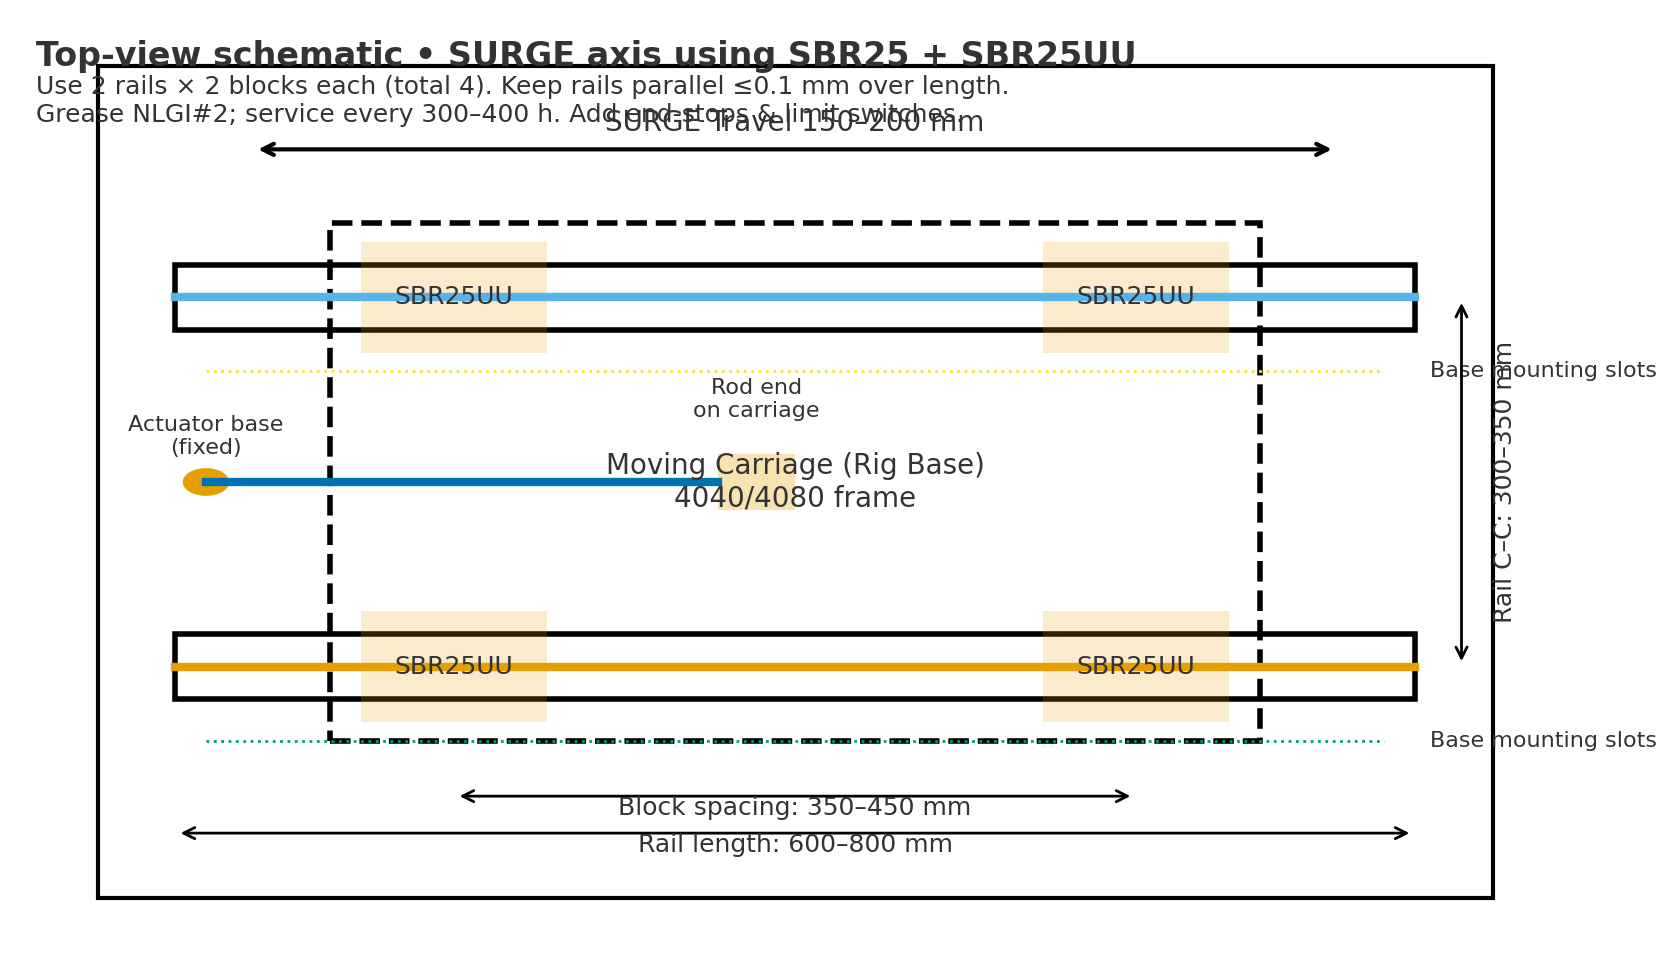 Top-view schematic • SURGE axis using SBR25 + SBR25UU
Use 2 rails × 2 blocks each (total 4). Keep rails parallel ≤0.1 mm over length.
Grease NLGI#2; service every 300–400 h. Add end-stops & limit switches.
SURGE Travel 150–200 mm
SBR25UU
SBR25UU
Base mounting slots
Rod end
on carriage
Actuator base
(fixed)
Moving Carriage (Rig Base)
4040/4080 frame
Rail C–C: 300–350 mm
SBR25UU
SBR25UU
Base mounting slots
Block spacing: 350–450 mm
Rail length: 600–800 mm